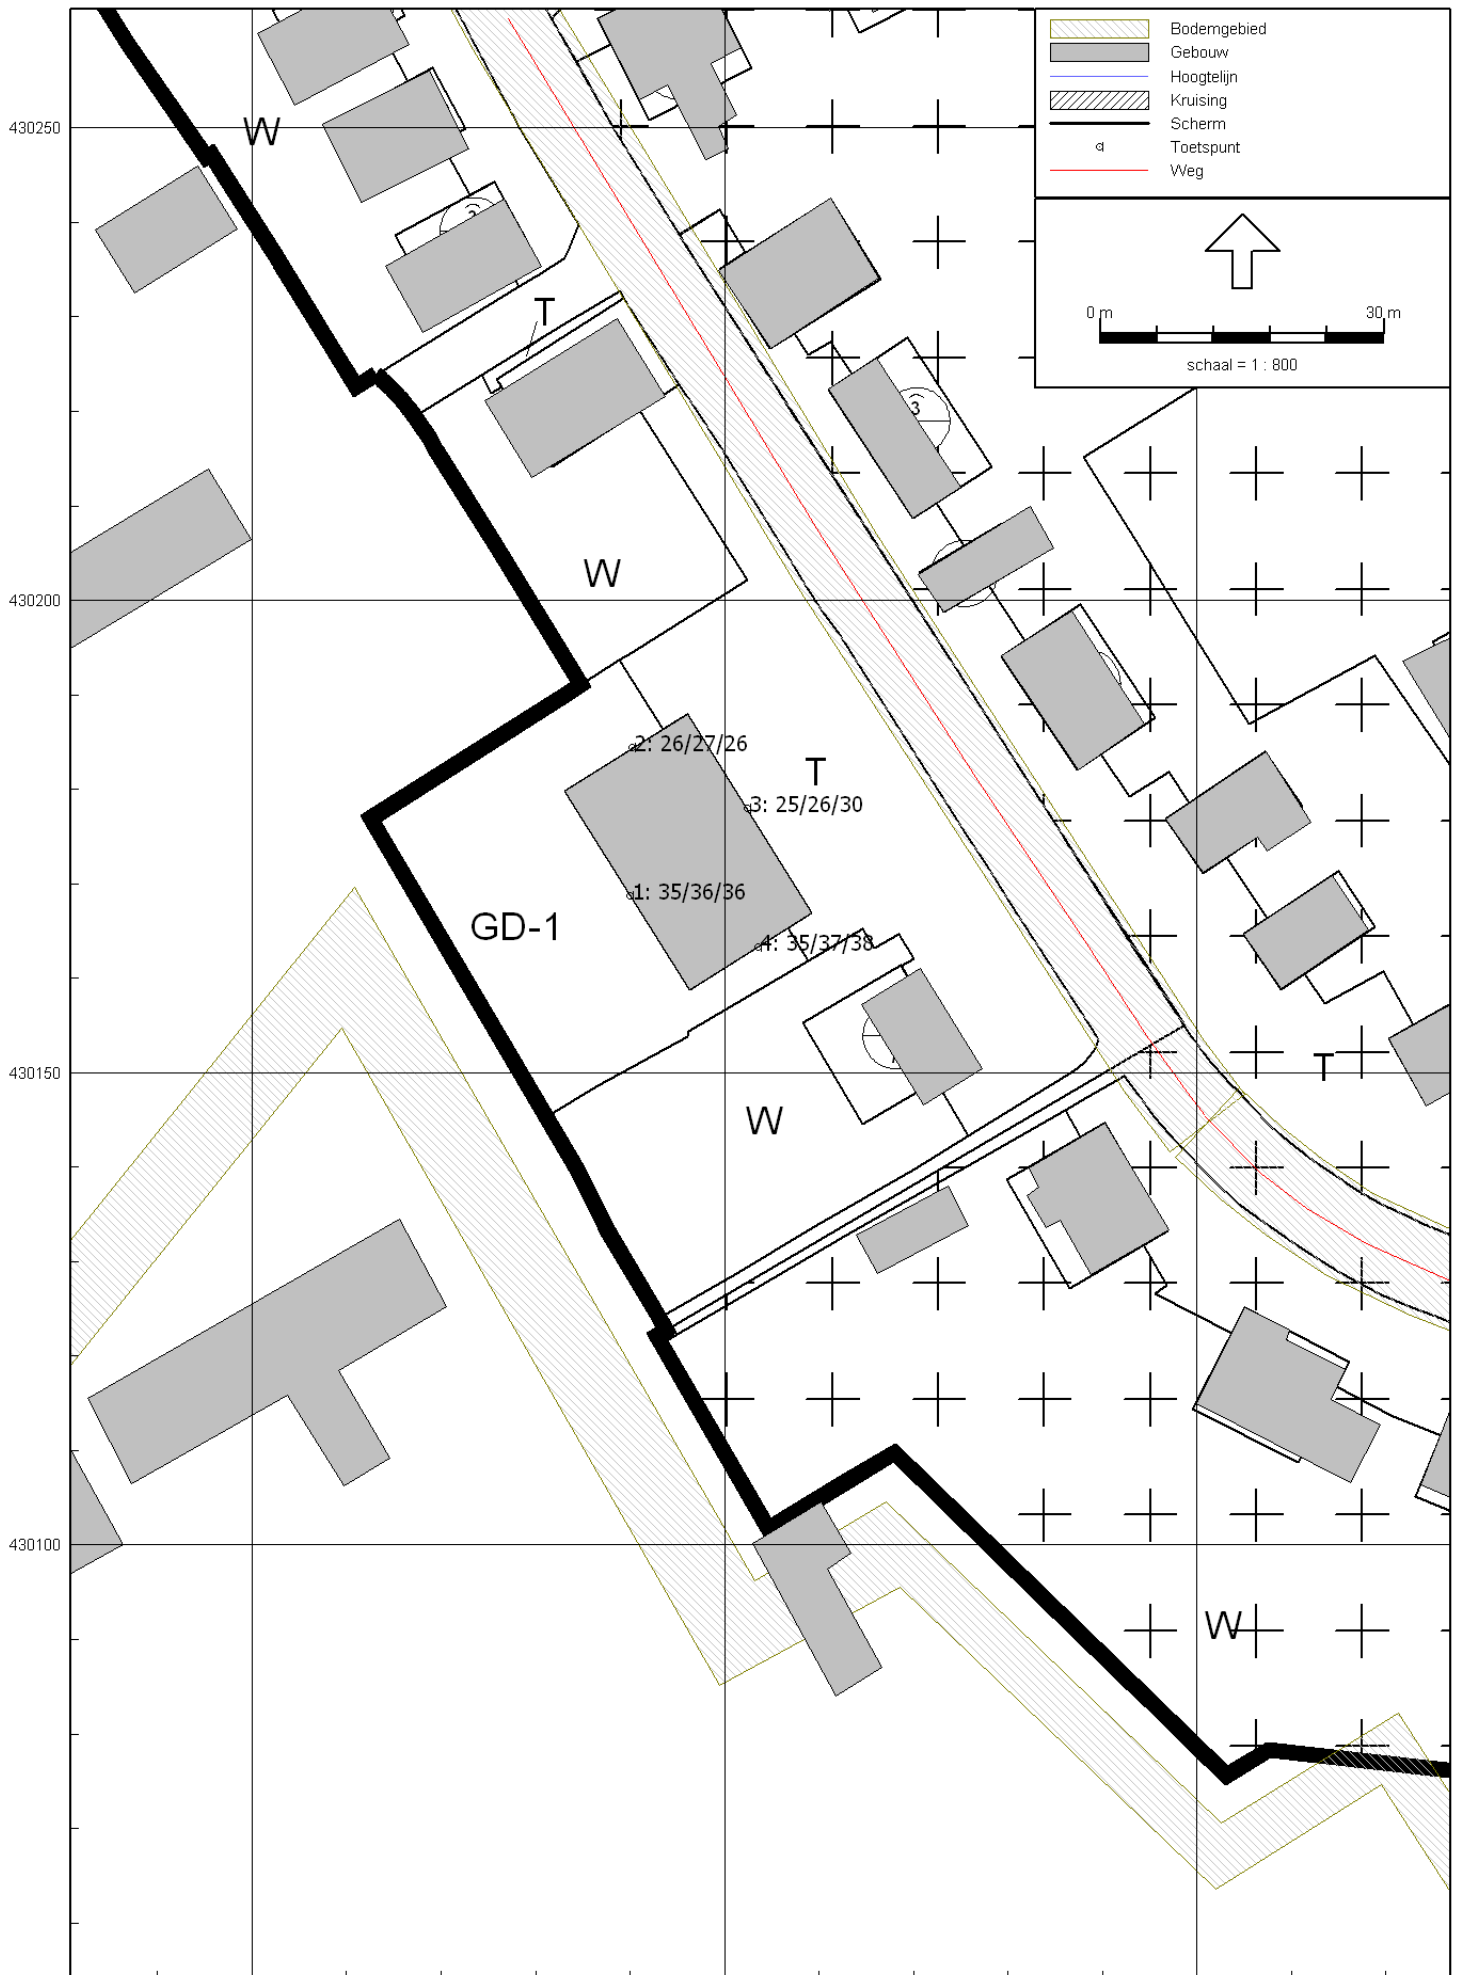 Bodemgebied
Gebouw
Hoogtelijn
Kruising
Scherm
Toetspunt
Weg
0 m 30 m
schaal = 1 : 800
430250
W
T
3
W
430200
2: 26/27/26
T
3: 25/26/30
1: 35/36/36
GD-1
4: 35/37/38
430150
T
W
430100
W